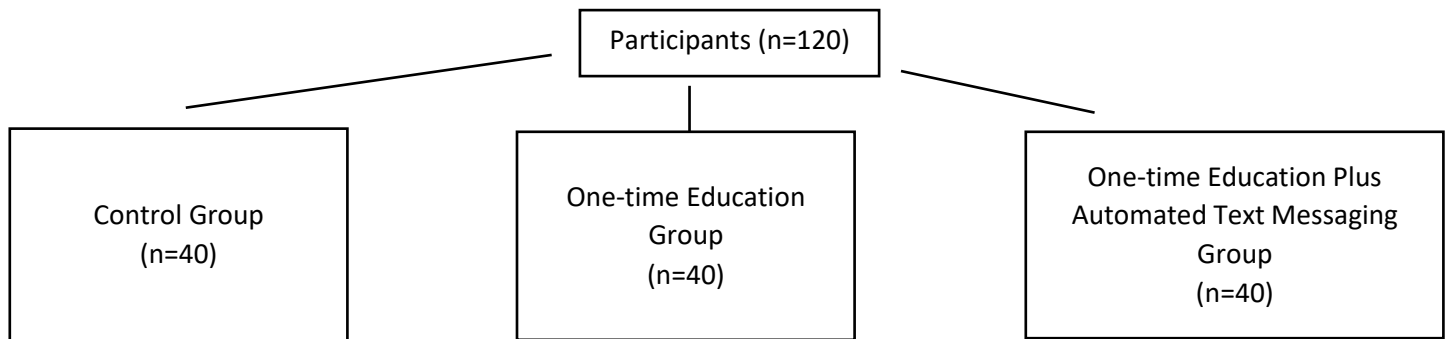 Participants (n=120)
Control Group
(n=40)
One-time Education
Group
(n=40)
One-time Education Plus
Automated Text Messaging
Group
(n=40)